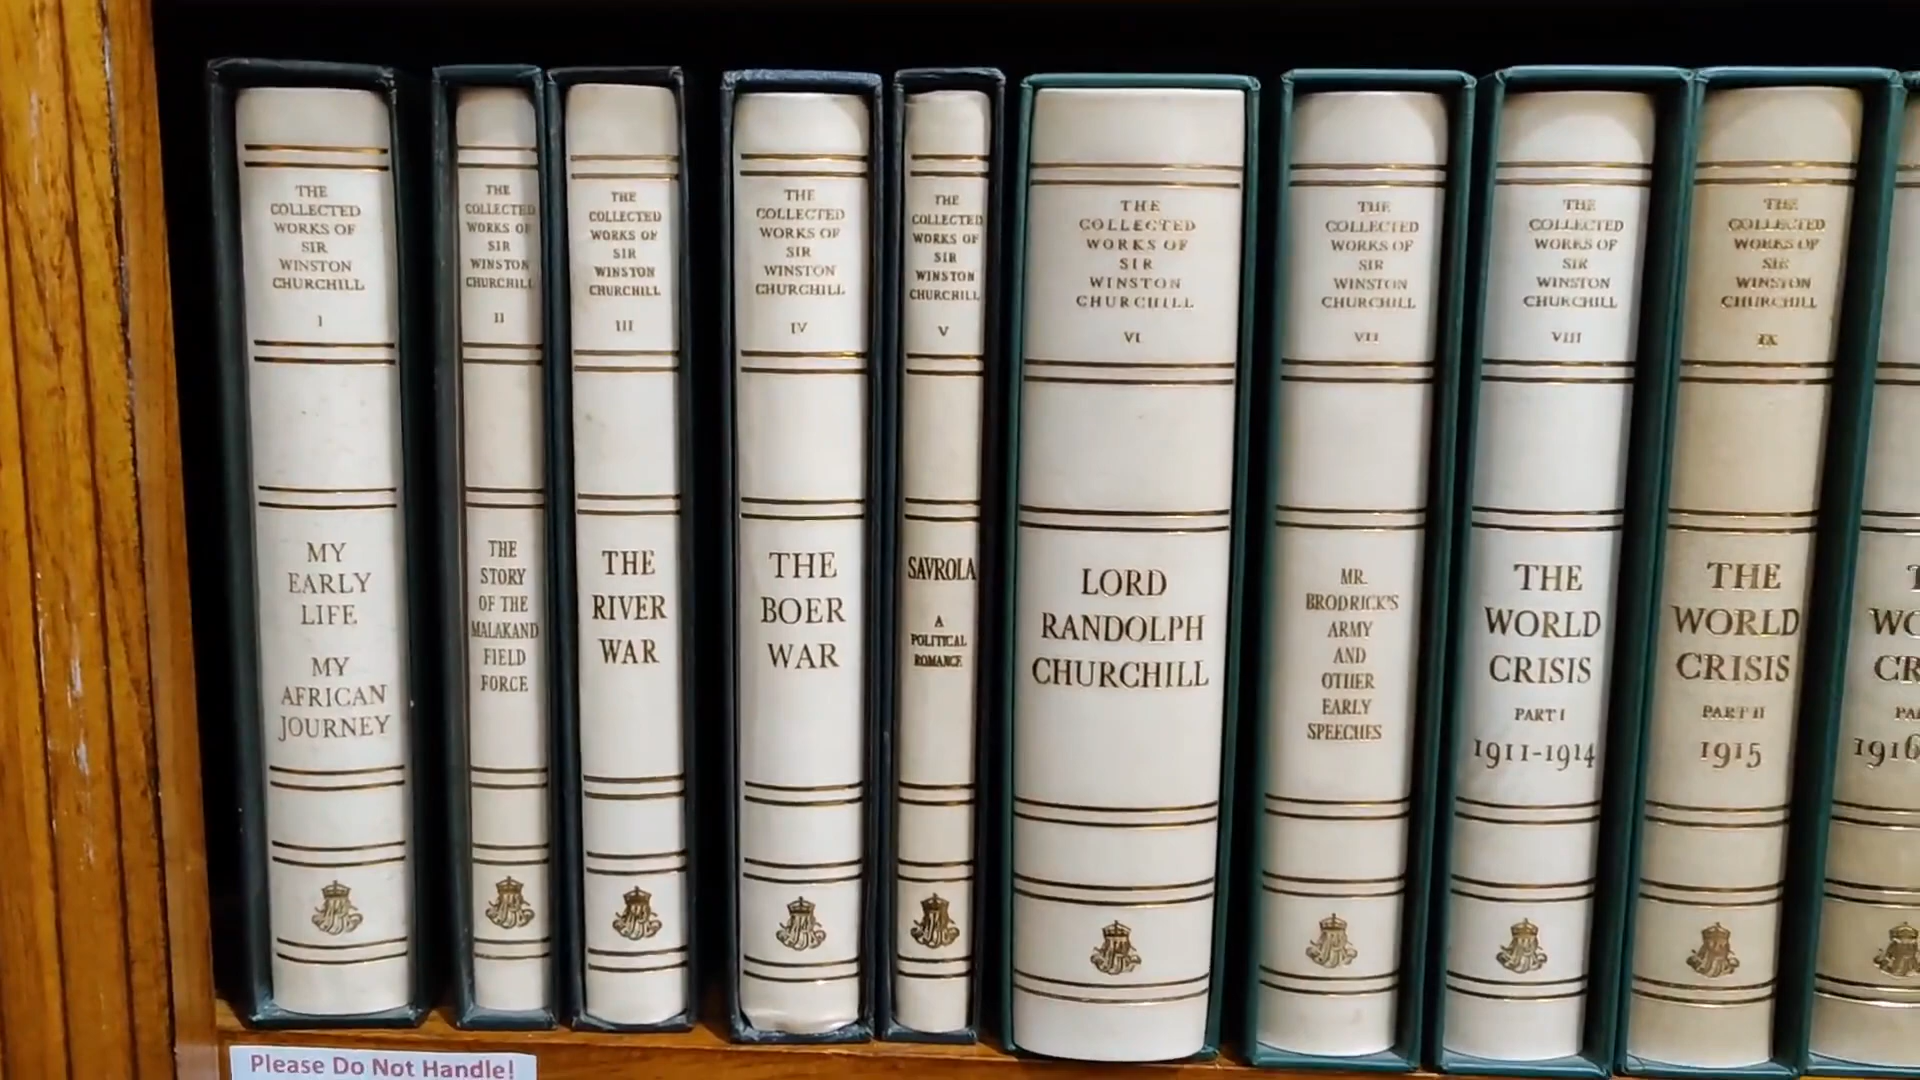 THE
COLLECTED
WORKS OF
SIR
WINSTON
CHURCHILL
I
MY
EARLY
LIFE
MY
AFRICAN
JOURNEY
THE
COLLECTED
WORKS OF
SIR
WINSTON
CHURCHILL
II
THE
STORY
OF THE
MALAKAND
FIELD
FORCE
THE
COLLECTED
WORKS OF
SIR
WINSTON
CHURCHILL
III
THE
RIVER
WAR
THE
COLLECTED
WORKS OF
SIR
WINSTON
CHURCHILL
IV
THE
BOER
WAR
THE
COLLECTED
WORKS OF
SIR
WINSTON
CHURCHILL
V
SAVROLA
A
POLITICAL
ROMANCE
THE
COLLECTED
WORKS OF
SIR
WINSTON
CHURCHILL
VI
LORD
RANDOLPH
CHURCHILL
THE
COLLECTED
WORKS OF
SIR
WINSTON
CHURCHILL
VII
MR.
BRODRICK'S
ARMY
AND
OTHER
EARLY
SPEECHES
THE
COLLECTED
WORKS OF
SIR
WINSTON
CHURCHILL
VIII
THE
WORLD
CRISIS
PART I
1911-1914
THE
COLLECTED
WORKS OF
SIR
WINSTON
CHURCHILL
IX
THE
WORLD
CRISIS
PART II
1915
1916
Please Do Not Handle!